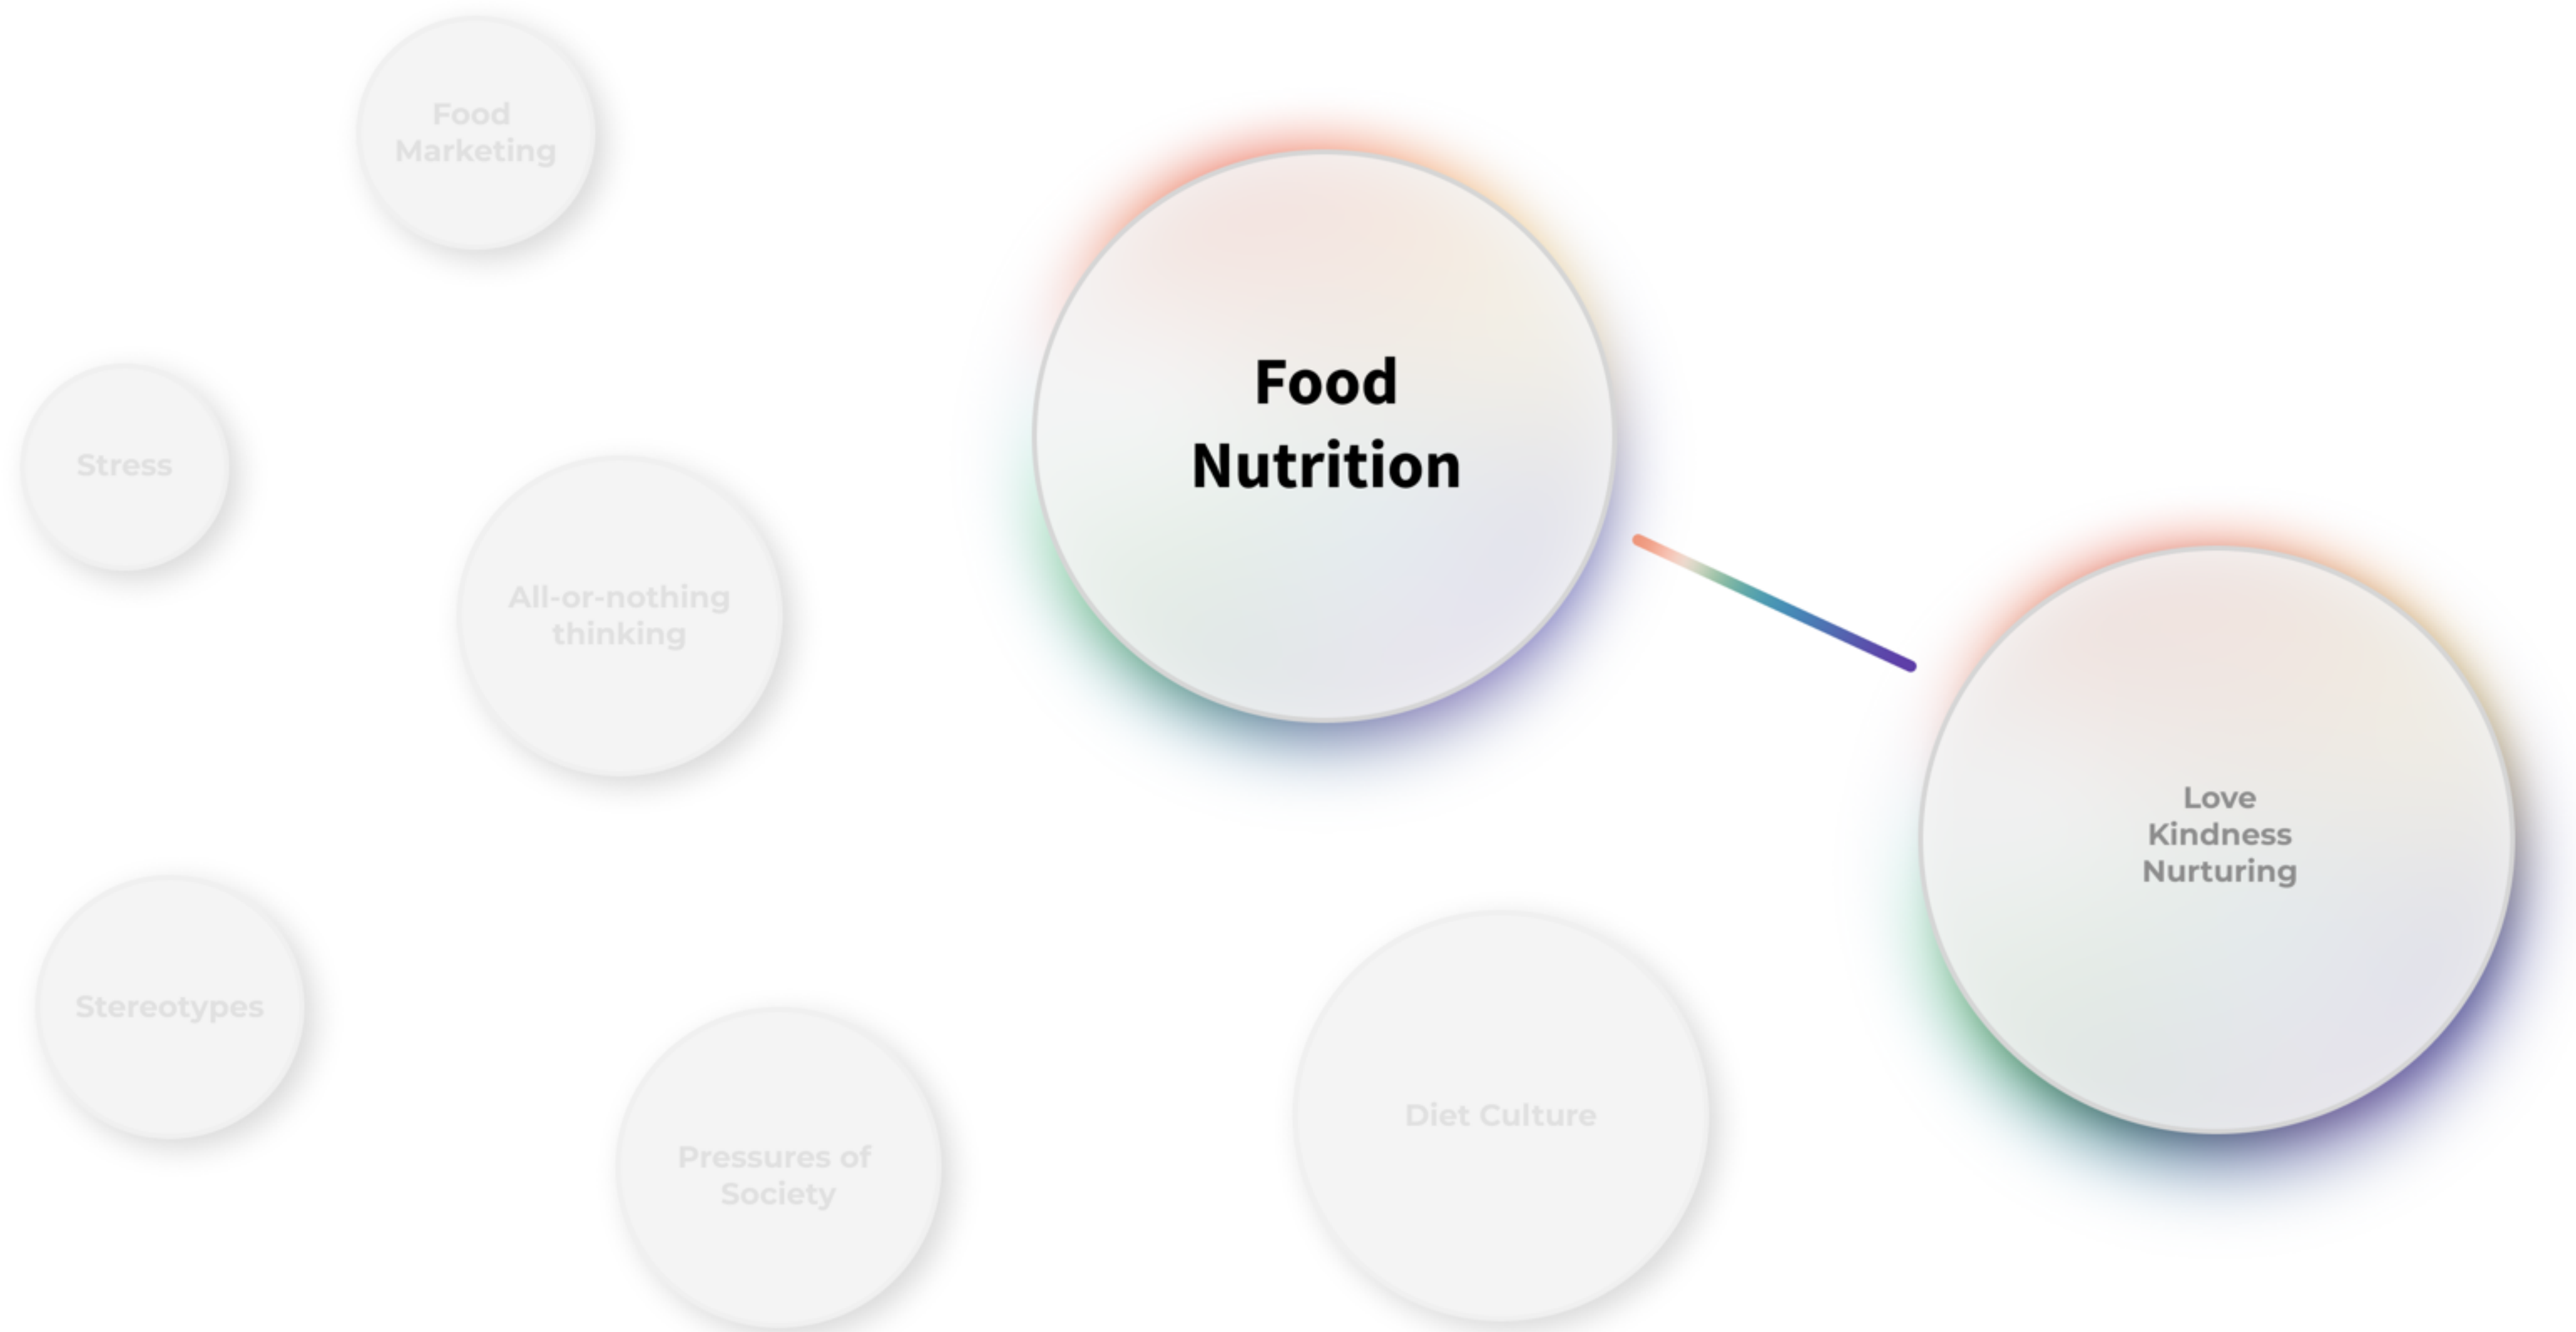 Food
Marketing
Food
Nutrition
Stress
All-or-nothing
thinking
Love
Kindness
Nurturing
Stereotypes
Pressures of
Society
Diet Culture